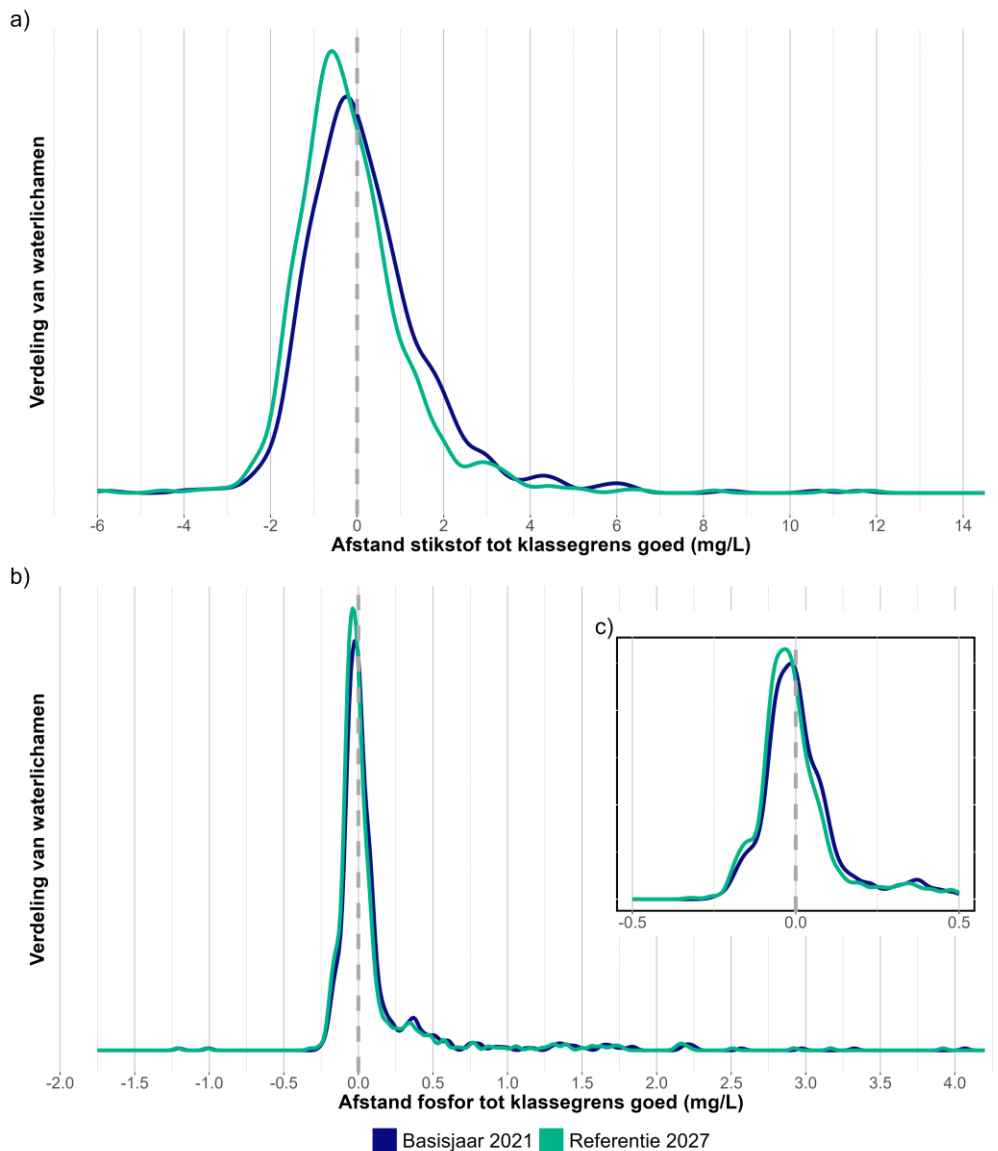 a)
Verdeling van waterlichamen
-6 -4 -2 0 2 4 6 8 10 12 14
Afstand stikstof tot klassegrens goed (mg/L)
b)
Verdeling van waterlichamen
c)
-0.5 0.0 0.5
-2.0 -1.5 -1.0 -0.5 0.0 0.5 1.0 1.5 2.0 2.5 3.0 3.5 4.0
Afstand fosfor tot klassegrens goed (mg/L)
Basisjaar 2021 Referentie 2027